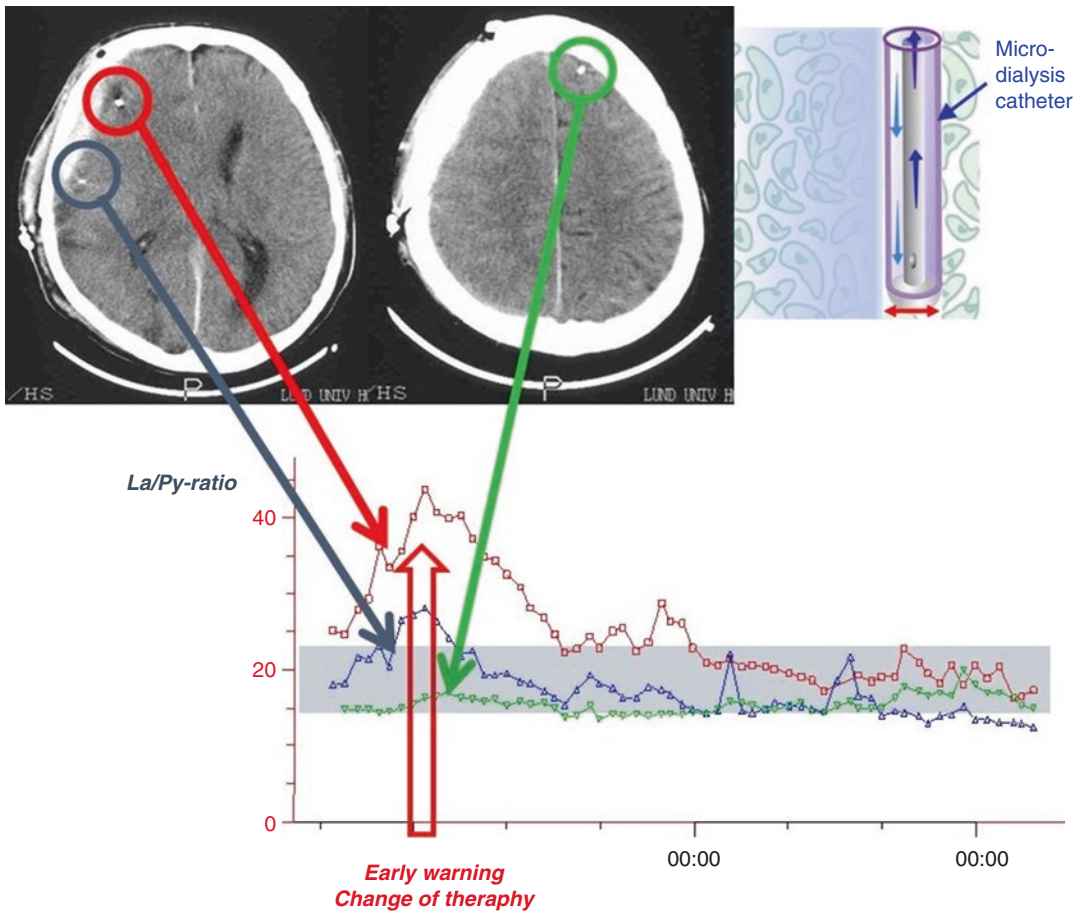 Micro-
dialysis
catheter
/HS
P
LUND UNIV H
/HS
P
LUND UNIV HO
La/Py-ratio
40
20
0
00:00
00:00
Early warning
Change of theraphy